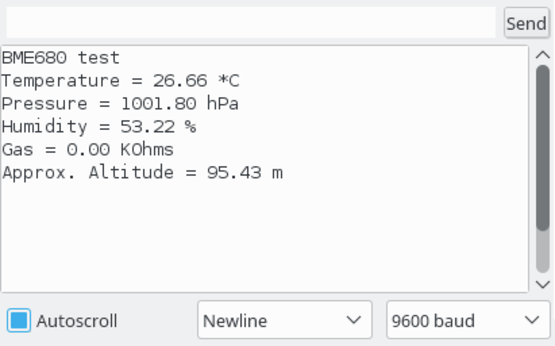 Send
BME680 test
Temperature = 26.66 *C
Pressure = 1001.80 hPa
Humidity = 53.22 %
Gas = 0.00 KOhms
Approx. Altitude = 95.43 m
Autoscroll
Newline
9600 baud